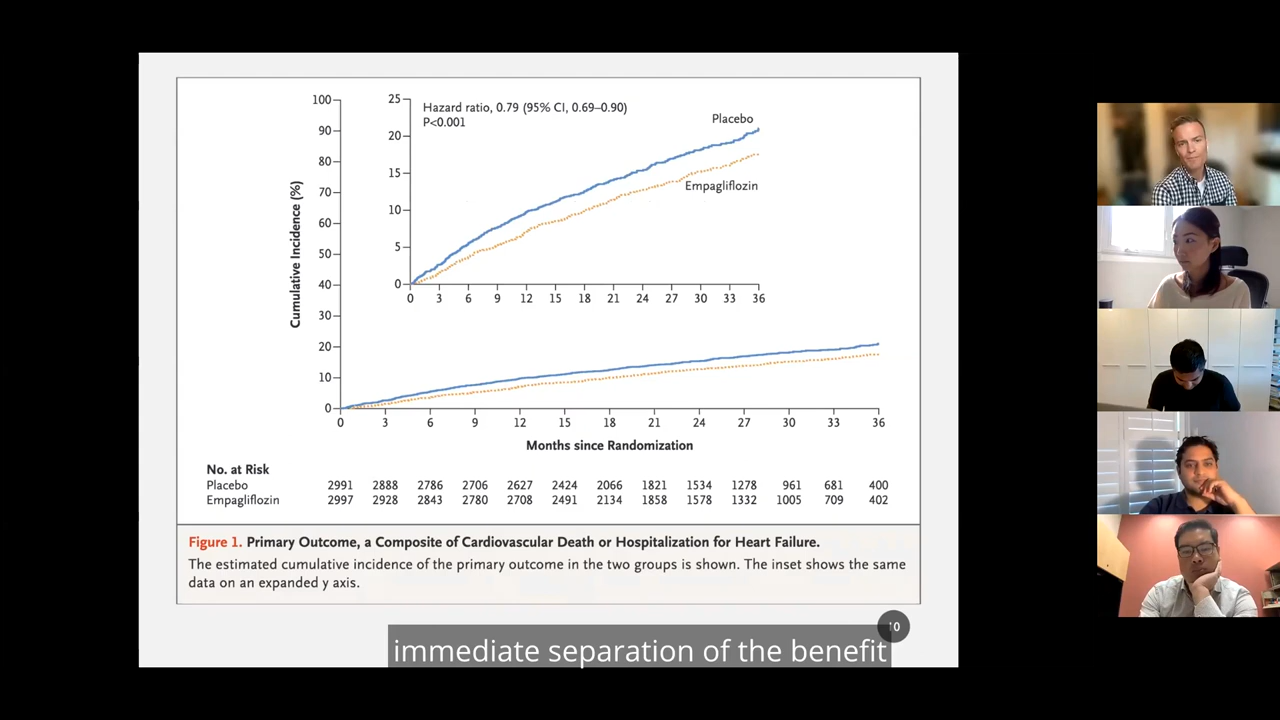 100
90
80
70
60
50
40
30
20
10
0
Cumulative Incidence (%)
25
20
15
10
5
0
Hazard ratio, 0.79 (95% CI, 0.69–0.90)
P<0.001
Placebo
Empagliflozin
0 3 6 9 12 15 18 21 24 27 30 33 36
0 3 6 9 12 15 18 21 24 27 30 33 36
Months since Randomization
No. at Risk
Placebo 2991 2888 2786 2706 2627 2424 2066 1821 1534 1278 961 681 400
Empagliflozin 2997 2928 2843 2780 2708 2491 2134 1858 1578 1332 1005 709 402
Figure 1. Primary Outcome, a Composite of Cardiovascular Death or Hospitalization for Heart Failure.
The estimated cumulative incidence of the primary outcome in the two groups is shown. The inset shows the same
data on an expanded y axis.
10
immediate separation of the benefit